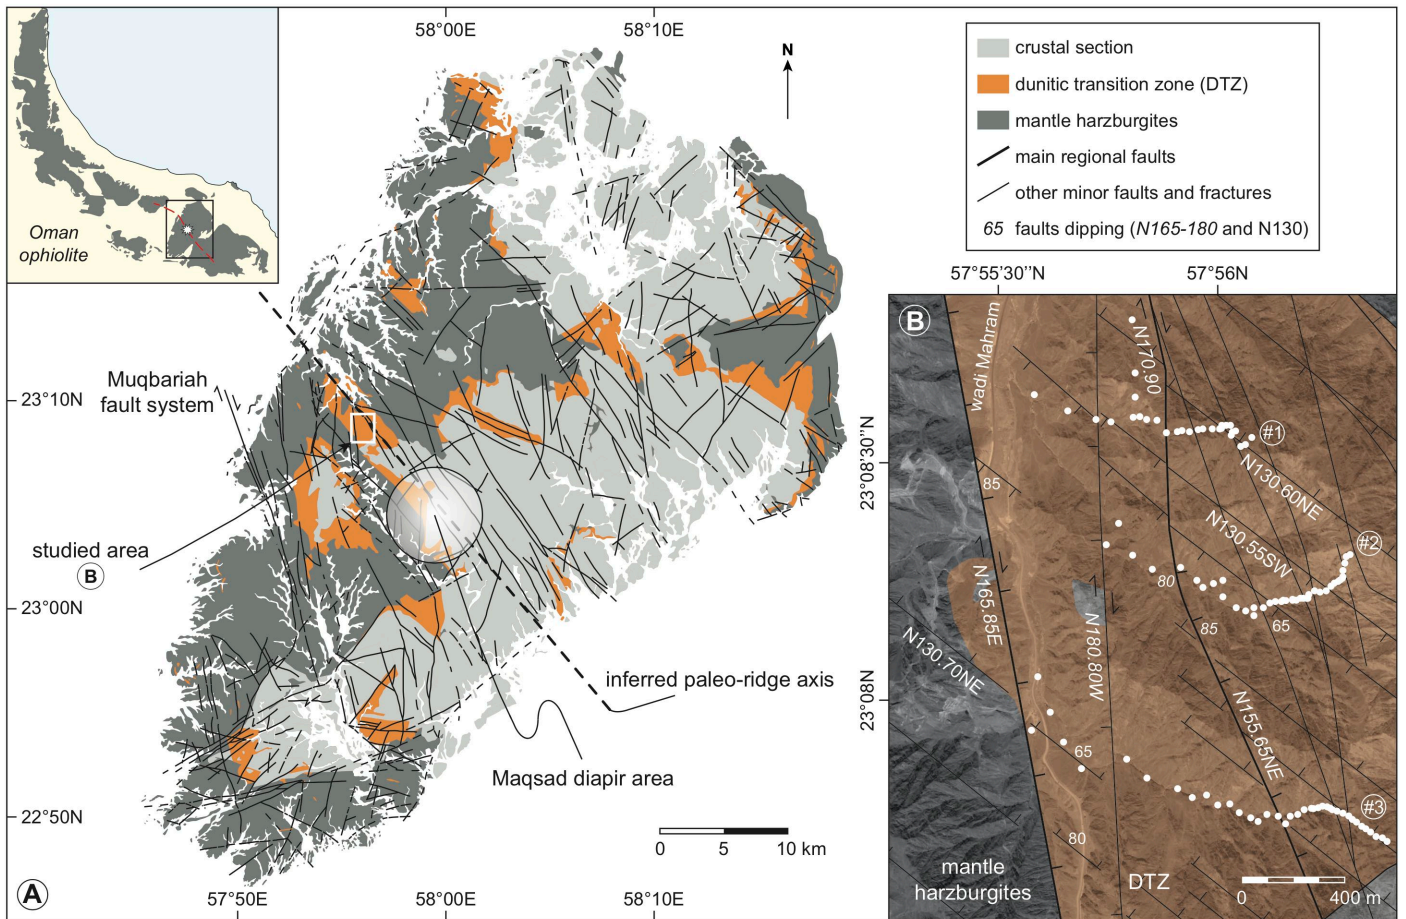 58°00E
58°10E
N
Oman
ophiolite
crustal section
dunitic transition zone (DTZ)
mantle harzburgites
main regional faults
other minor faults and fractures
65 faults dipping (N165-180 and N130)
Muqbariah
fault system
23°10N
studied area
B
23°00N
inferred paleo-ridge axis
Maqsad diapir area
22°50N
0 5 10 km
A
57°50E
58°00E
58°10E
57°55'30''N
57°56N
B
wadi Mahram
N170.90
#1
23°08'30''N
85
N130.60NE
N130.55SW
#2
80
N165.85E
N180.80W
85
65
N130.70NE
23°08N
N155.65NE
65
#3
80
mantle
harzburgites
DTZ
0 400 m